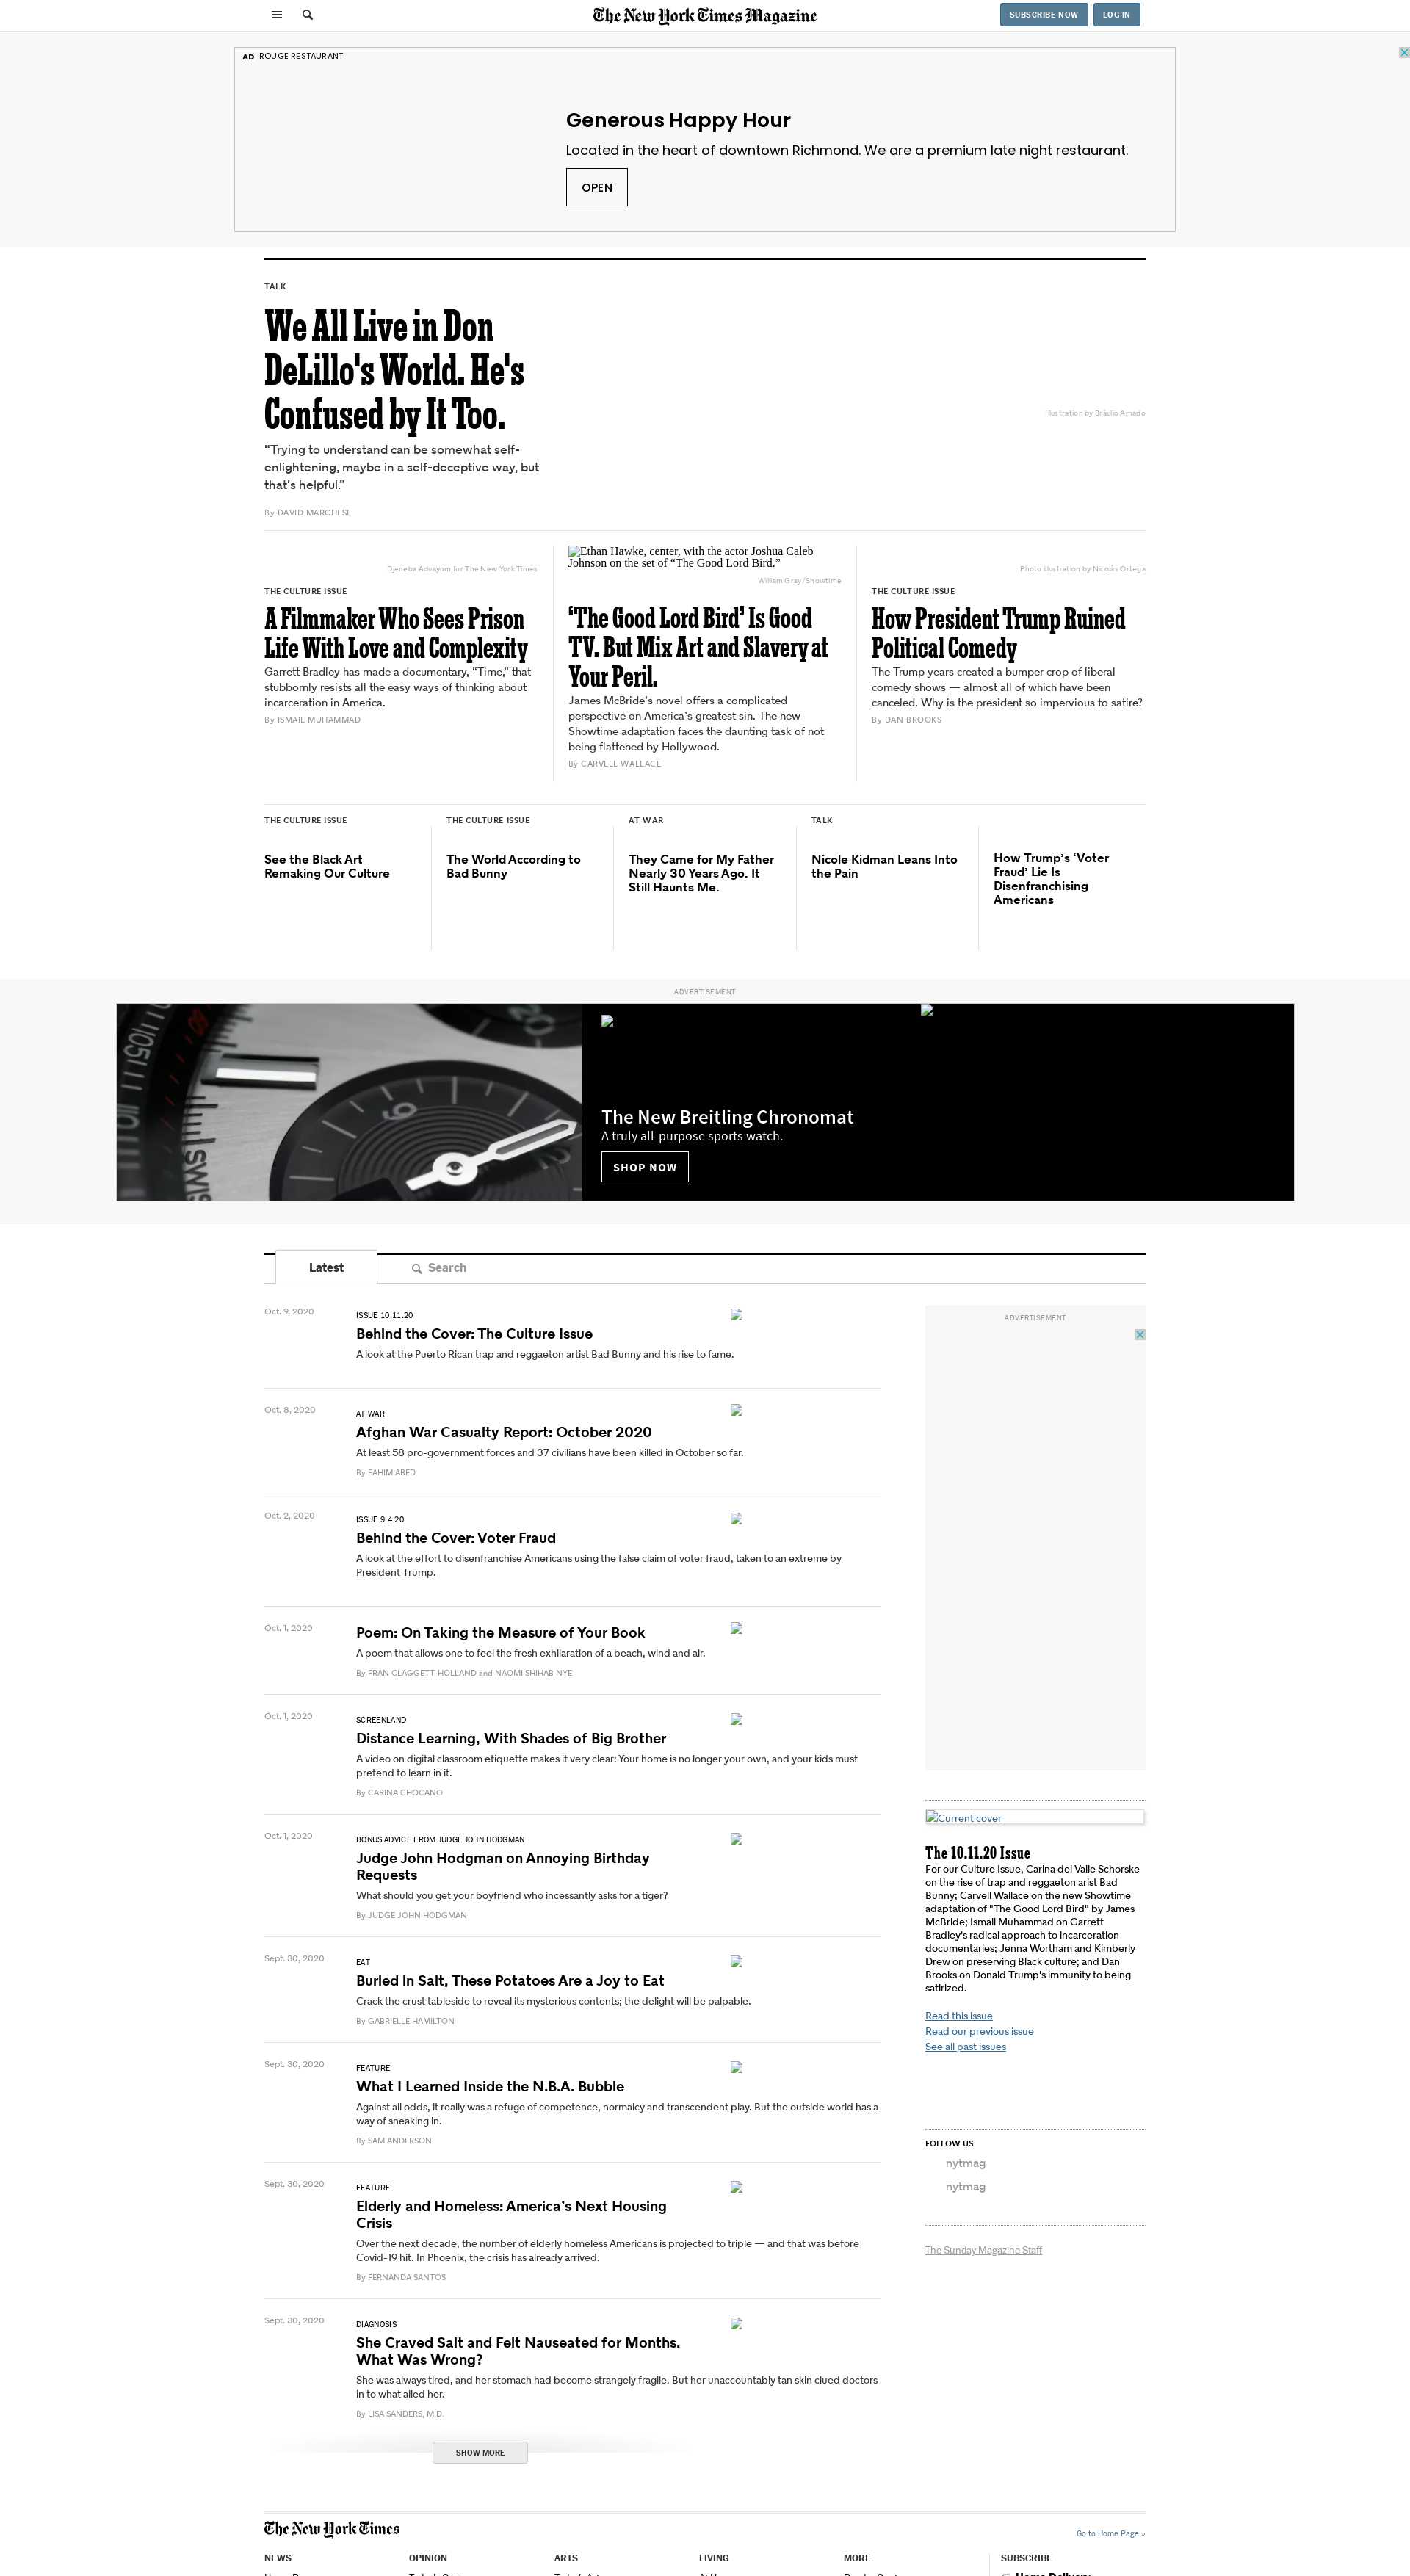 The New York Times Magazine
SUBSCRIBE NOW
LOG IN
AD ROUGE RESTAURANT
Generous Happy Hour
Located in the heart of downtown Richmond. We are a premium late night restaurant.
OPEN
TALK
We All Live in Don
DeLillo's World. He's
Confused by It Too.
“Trying to understand can be somewhat self-
enlightening, maybe in a self-deceptive way, but
that’s helpful.”
By DAVID MARCHESE
Illustration by Bráulio Amado
Djeneba Aduayom for The New York Times
THE CULTURE ISSUE
A Filmmaker Who Sees Prison
Life With Love and Complexity
Garrett Bradley has made a documentary, “Time,” that
stubbornly resists all the easy ways of thinking about
incarceration in America.
By ISMAIL MUHAMMAD
Ethan Hawke, center, with the actor Joshua Caleb
Johnson on the set of “The Good Lord Bird.”
William Gray/Showtime
‘The Good Lord Bird’ Is Good
TV. But Mix Art and Slavery at
Your Peril.
James McBride’s novel offers a complicated
perspective on America’s greatest sin. The new
Showtime adaptation faces the daunting task of not
being flattened by Hollywood.
By CARVELL WALLACE
Photo illustration by Nicolás Ortega
THE CULTURE ISSUE
How President Trump Ruined
Political Comedy
The Trump years created a bumper crop of liberal
comedy shows — almost all of which have been
canceled. Why is the president so impervious to satire?
By DAN BROOKS
THE CULTURE ISSUE
See the Black Art
Remaking Our Culture
THE CULTURE ISSUE
The World According to
Bad Bunny
AT WAR
They Came for My Father
Nearly 30 Years Ago. It
Still Haunts Me.
TALK
Nicole Kidman Leans Into
the Pain
How Trump’s ‘Voter
Fraud’ Lie Is
Disenfranchising
Americans
ADVERTISEMENT
The New Breitling Chronomat
A truly all-purpose sports watch.
SHOP NOW
Latest
Search
Oct. 9, 2020
ISSUE 10.11.20
Behind the Cover: The Culture Issue
A look at the Puerto Rican trap and reggaeton artist Bad Bunny and his rise to fame.
Oct. 8, 2020
AT WAR
Afghan War Casualty Report: October 2020
At least 58 pro-government forces and 37 civilians have been killed in October so far.
By FAHIM ABED
Oct. 2, 2020
ISSUE 9.4.20
Behind the Cover: Voter Fraud
A look at the effort to disenfranchise Americans using the false claim of voter fraud, taken to an extreme by
President Trump.
Oct. 1, 2020
Poem: On Taking the Measure of Your Book
A poem that allows one to feel the fresh exhilaration of a beach, wind and air.
By FRAN CLAGGETT-HOLLAND and NAOMI SHIHAB NYE
Oct. 1, 2020
SCREENLAND
Distance Learning, With Shades of Big Brother
A video on digital classroom etiquette makes it very clear: Your home is no longer your own, and your kids must
pretend to learn in it.
By CARINA CHOCANO
Oct. 1, 2020
BONUS ADVICE FROM JUDGE JOHN HODGMAN
Judge John Hodgman on Annoying Birthday
Requests
What should you get your boyfriend who incessantly asks for a tiger?
By JUDGE JOHN HODGMAN
Sept. 30, 2020
EAT
Buried in Salt, These Potatoes Are a Joy to Eat
Crack the crust tableside to reveal its mysterious contents; the delight will be palpable.
By GABRIELLE HAMILTON
Sept. 30, 2020
FEATURE
What I Learned Inside the N.B.A. Bubble
Against all odds, it really was a refuge of competence, normalcy and transcendent play. But the outside world has a
way of sneaking in.
By SAM ANDERSON
Sept. 30, 2020
FEATURE
Elderly and Homeless: America’s Next Housing
Crisis
Over the next decade, the number of elderly homeless Americans is projected to triple — and that was before
Covid-19 hit. In Phoenix, the crisis has already arrived.
By FERNANDA SANTOS
Sept. 30, 2020
DIAGNOSIS
She Craved Salt and Felt Nauseated for Months.
What Was Wrong?
She was always tired, and her stomach had become strangely fragile. But her unaccountably tan skin clued doctors
in to what ailed her.
By LISA SANDERS, M.D.
SHOW MORE
ADVERTISEMENT
Current cover
The 10.11.20 Issue
For our Culture Issue, Carina del Valle Schorske
on the rise of trap and reggaeton arist Bad
Bunny; Carvell Wallace on the new Showtime
adaptation of "The Good Lord Bird" by James
McBride; Ismail Muhammad on Garrett
Bradley's radical approach to incarceration
documentaries; Jenna Wortham and Kimberly
Drew on preserving Black culture; and Dan
Brooks on Donald Trump's immunity to being
satirized.
Read this issue
Read our previous issue
See all past issues
FOLLOW US
nytmag
nytmag
The Sunday Magazine Staff
The New York Times
Go to Home Page »
NEWS
OPINION
ARTS
LIVING
MORE
SUBSCRIBE